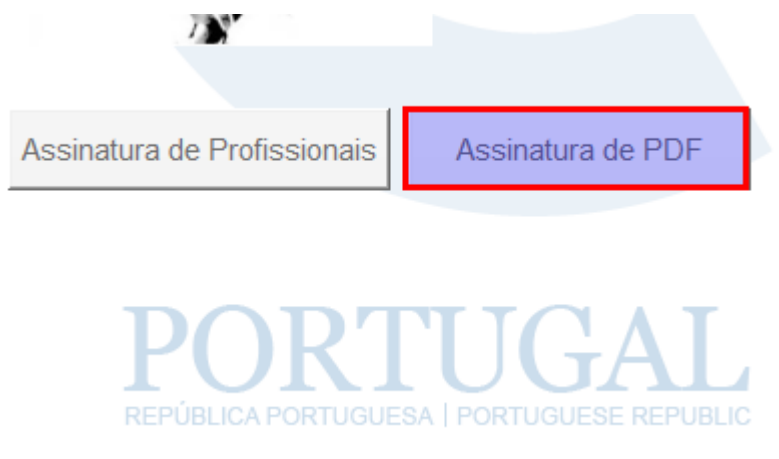 Assinatura de Profissionais
Assinatura de PDF
PORTUGAL
REPÚBLICA PORTUGUESA | PORTUGUESE REPUBLIC